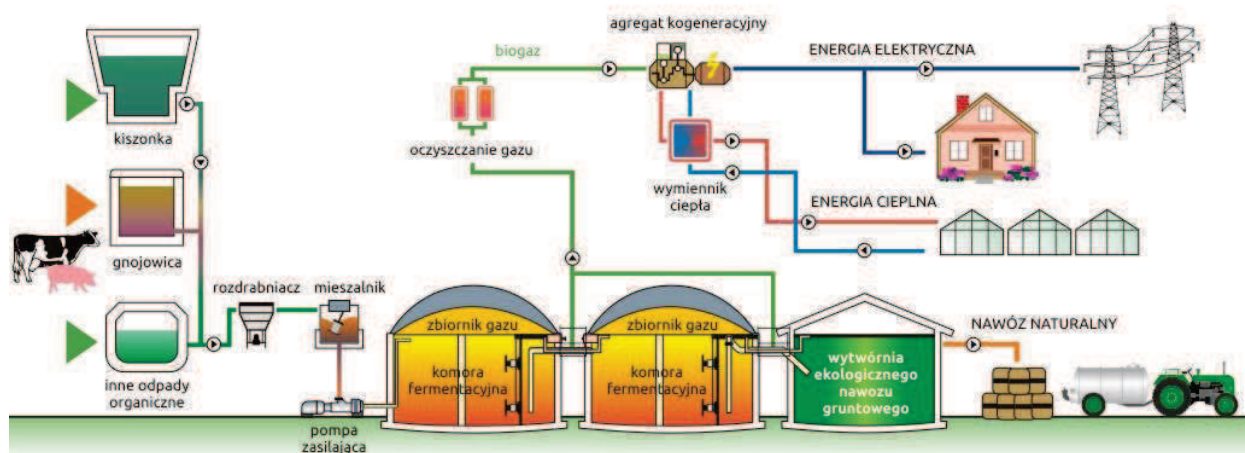 kiszonka
gnojowica
inne odpady
organiczne
rozdrabniacz
mieszalnik
pompa
zasilająca
zbiornik gazu
komora
fermentacyjna
zbiornik gazu
komora
fermentacyjna
wytwórnia
ekologicznego
nawozu
gruntowego
biogaz
oczyszczanie gazu
agregat kogeneracyjny
wymiennik
ciepła
ENERGIA ELEKTRYCZNA
ENERGIA CIEPLNA
NAWÓZ NATURALNY